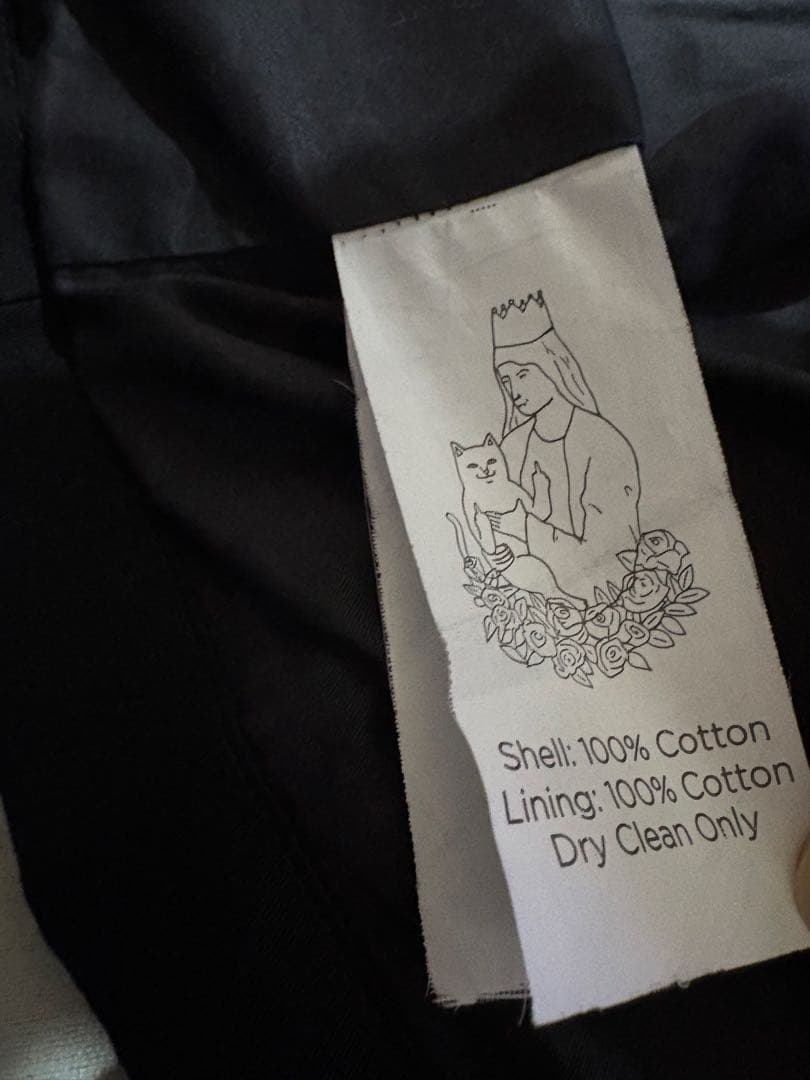 Shell: 100% Cotton
Lining: 100% Cotton
Dry Clean Only